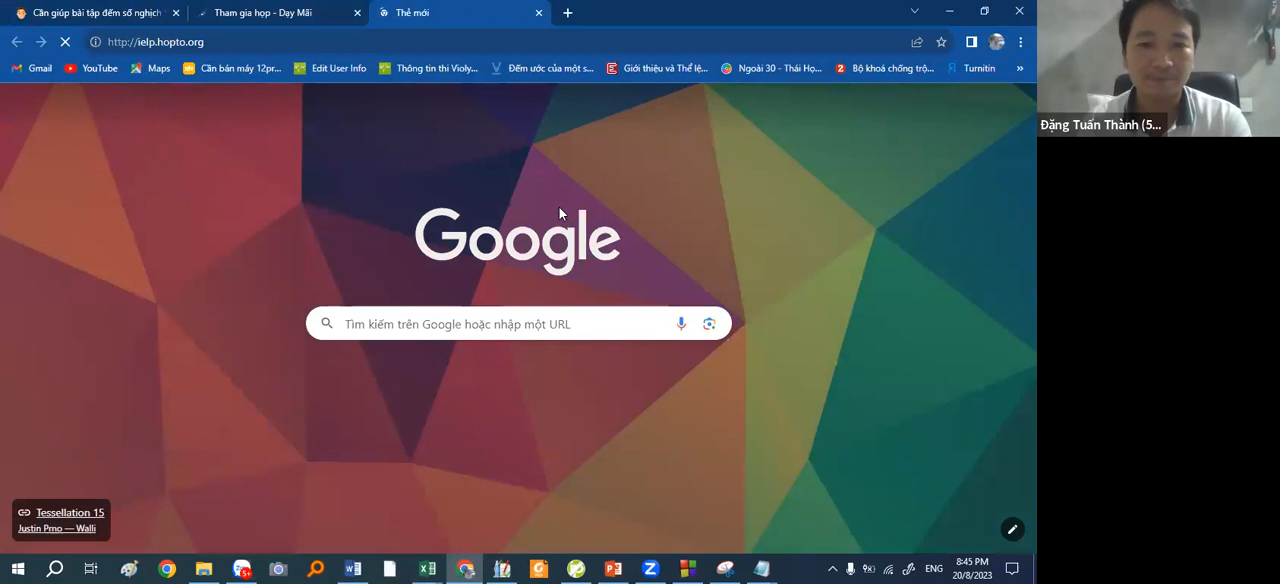 Cần giúp bài tập đếm số nghịch
Tham gia họp - Dạy Mãi
Thẻ mới
http://ielp.hopto.org
Gmail
YouTube
Maps
Cần bán máy 12pr...
Edit User Info
Thông tin thi Violy...
Đếm ước của một s...
Giới thiệu và Thể lệ...
Ngoài 30 - Thái Họ...
Bộ khoá chống trộ...
Turnitin
»
Đặng Tuấn Thành (5...
Google
Tìm kiếm trên Google hoặc nhập một URL
Tessellation 15
Justin Prno — Walli
ENG
8:45 PM
20/8/2023